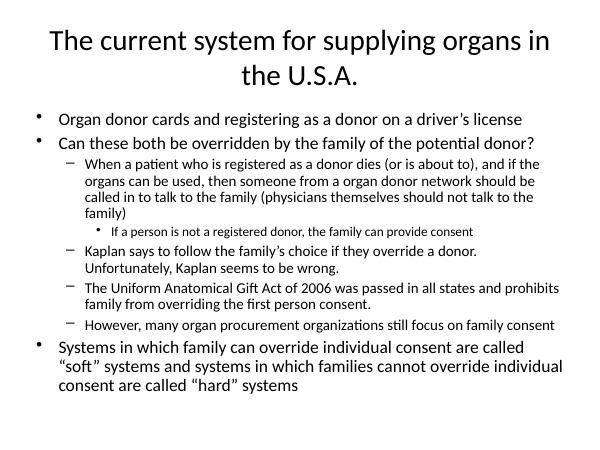 The current system for supplying organs in
the U.S.A.
• Organ donor cards and registering as a donor on a driver’s license
• Can these both be overridden by the family of the potential donor?
– When a patient who is registered as a donor dies (or is about to), and if the
organs can be used, then someone from a organ donor network should be
called in to talk to the family (physicians themselves should not talk to the
family)
• If a person is not a registered donor, the family can provide consent
– Kaplan says to follow the family’s choice if they override a donor.
Unfortunately, Kaplan seems to be wrong.
– The Uniform Anatomical Gift Act of 2006 was passed in all states and prohibits
family from overriding the first person consent.
– However, many organ procurement organizations still focus on family consent
• Systems in which family can override individual consent are called
“soft” systems and systems in which families cannot override individual
consent are called “hard” systems